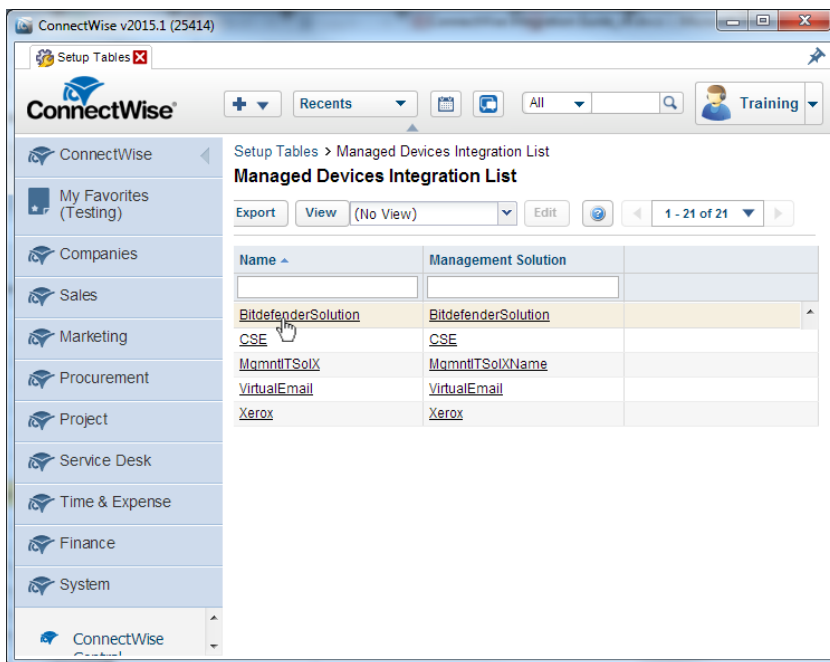 ConnectWise v2015.1 (25414)
Setup Tables
ConnectWise®
Recents
All
Training
ConnectWise
My Favorites
(Testing)
Companies
Sales
Marketing
Procurement
Project
Service Desk
Time & Expense
Finance
System
ConnectWise
Setup Tables > Managed Devices Integration List
Managed Devices Integration List
Export View (No View) Edit 1 - 21 of 21
Name Management Solution
BitdefenderSolution BitdefenderSolution
CSE CSE
MgmntITSolX MgmntITSolXName
VirtualEmail VirtualEmail
Xerox Xerox